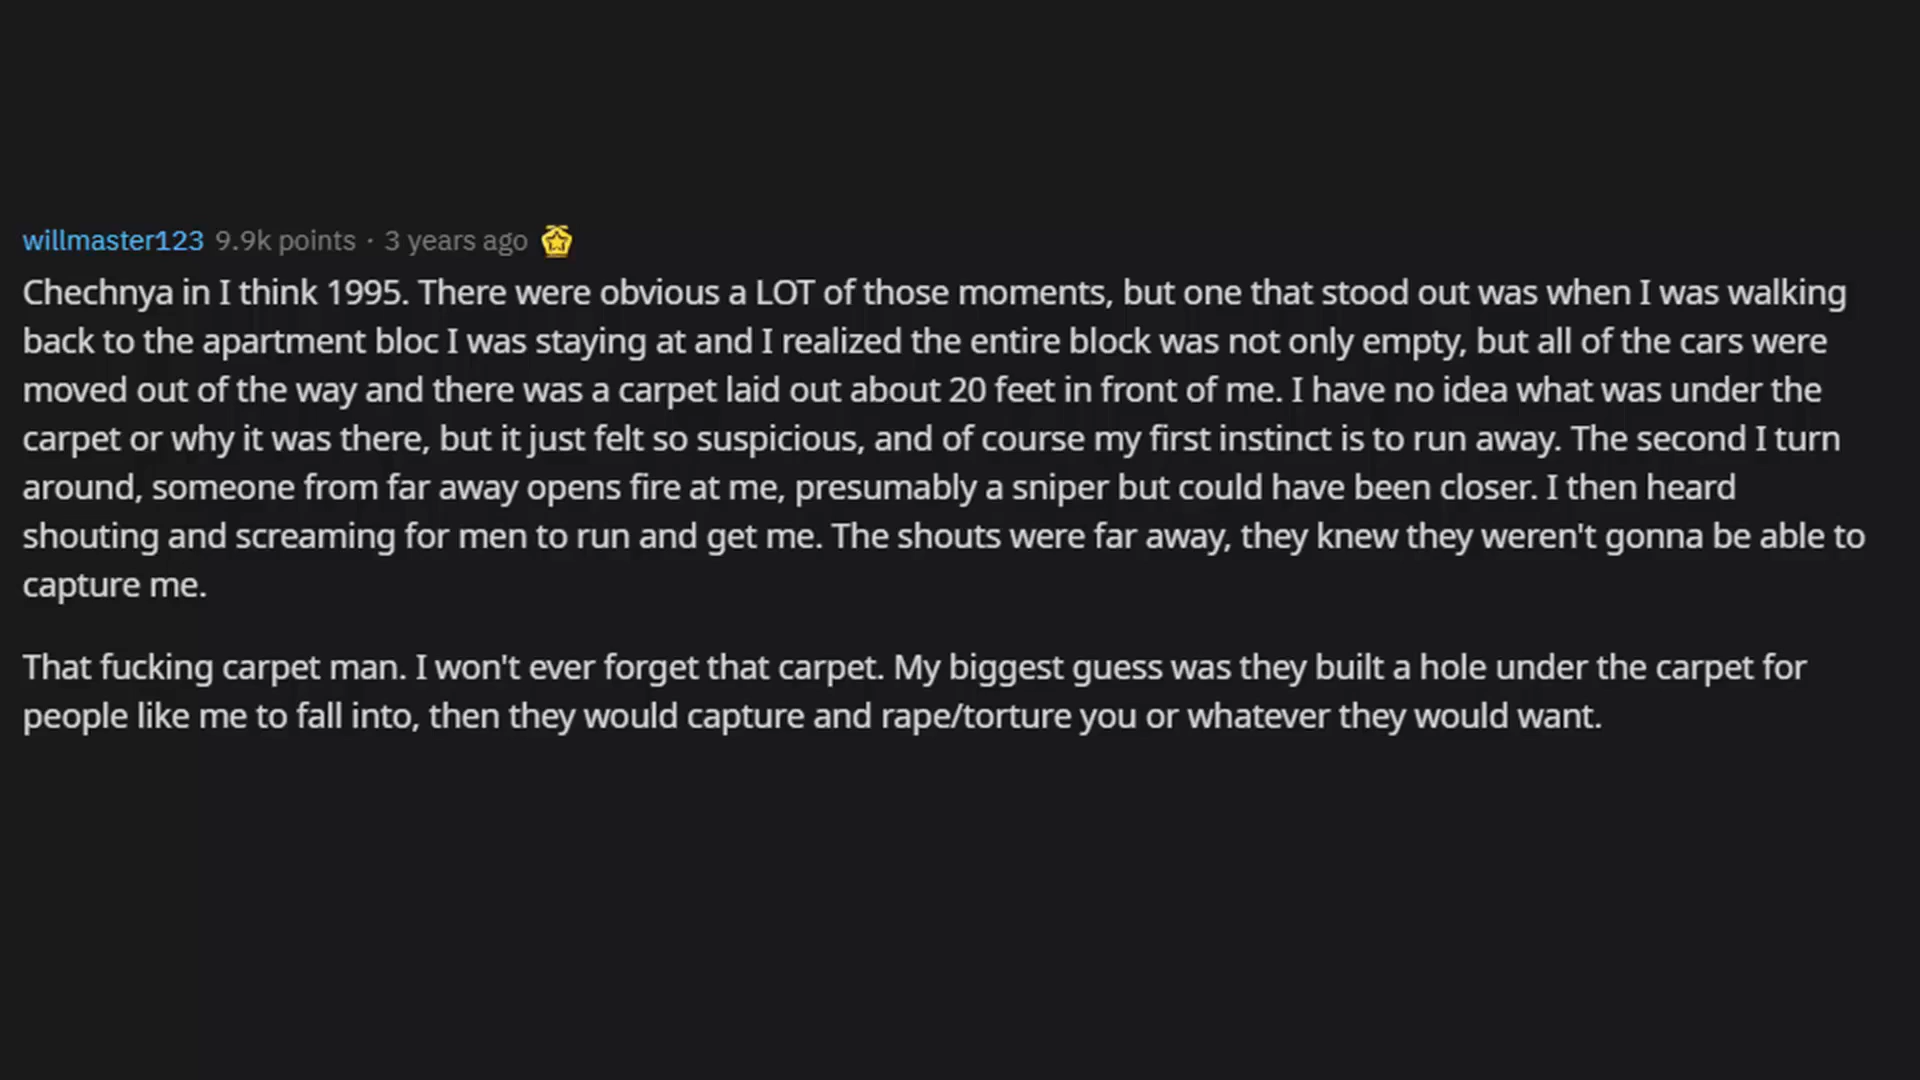 willmaster123 9.9k points · 3 years ago
Chechnya in I think 1995. There were obvious a LOT of those moments, but one that stood out was when I was walking
back to the apartment bloc I was staying at and I realized the entire block was not only empty, but all of the cars were
moved out of the way and there was a carpet laid out about 20 feet in front of me. I have no idea what was under the
carpet or why it was there, but it just felt so suspicious, and of course my first instinct is to run away. The second I turn
around, someone from far away opens fire at me, presumably a sniper but could have been closer. I then heard
shouting and screaming for men to run and get me. The shouts were far away, they knew they weren't gonna be able to
capture me.
That fucking carpet man. I won't ever forget that carpet. My biggest guess was they built a hole under the carpet for
people like me to fall into, then they would capture and rape/torture you or whatever they would want.